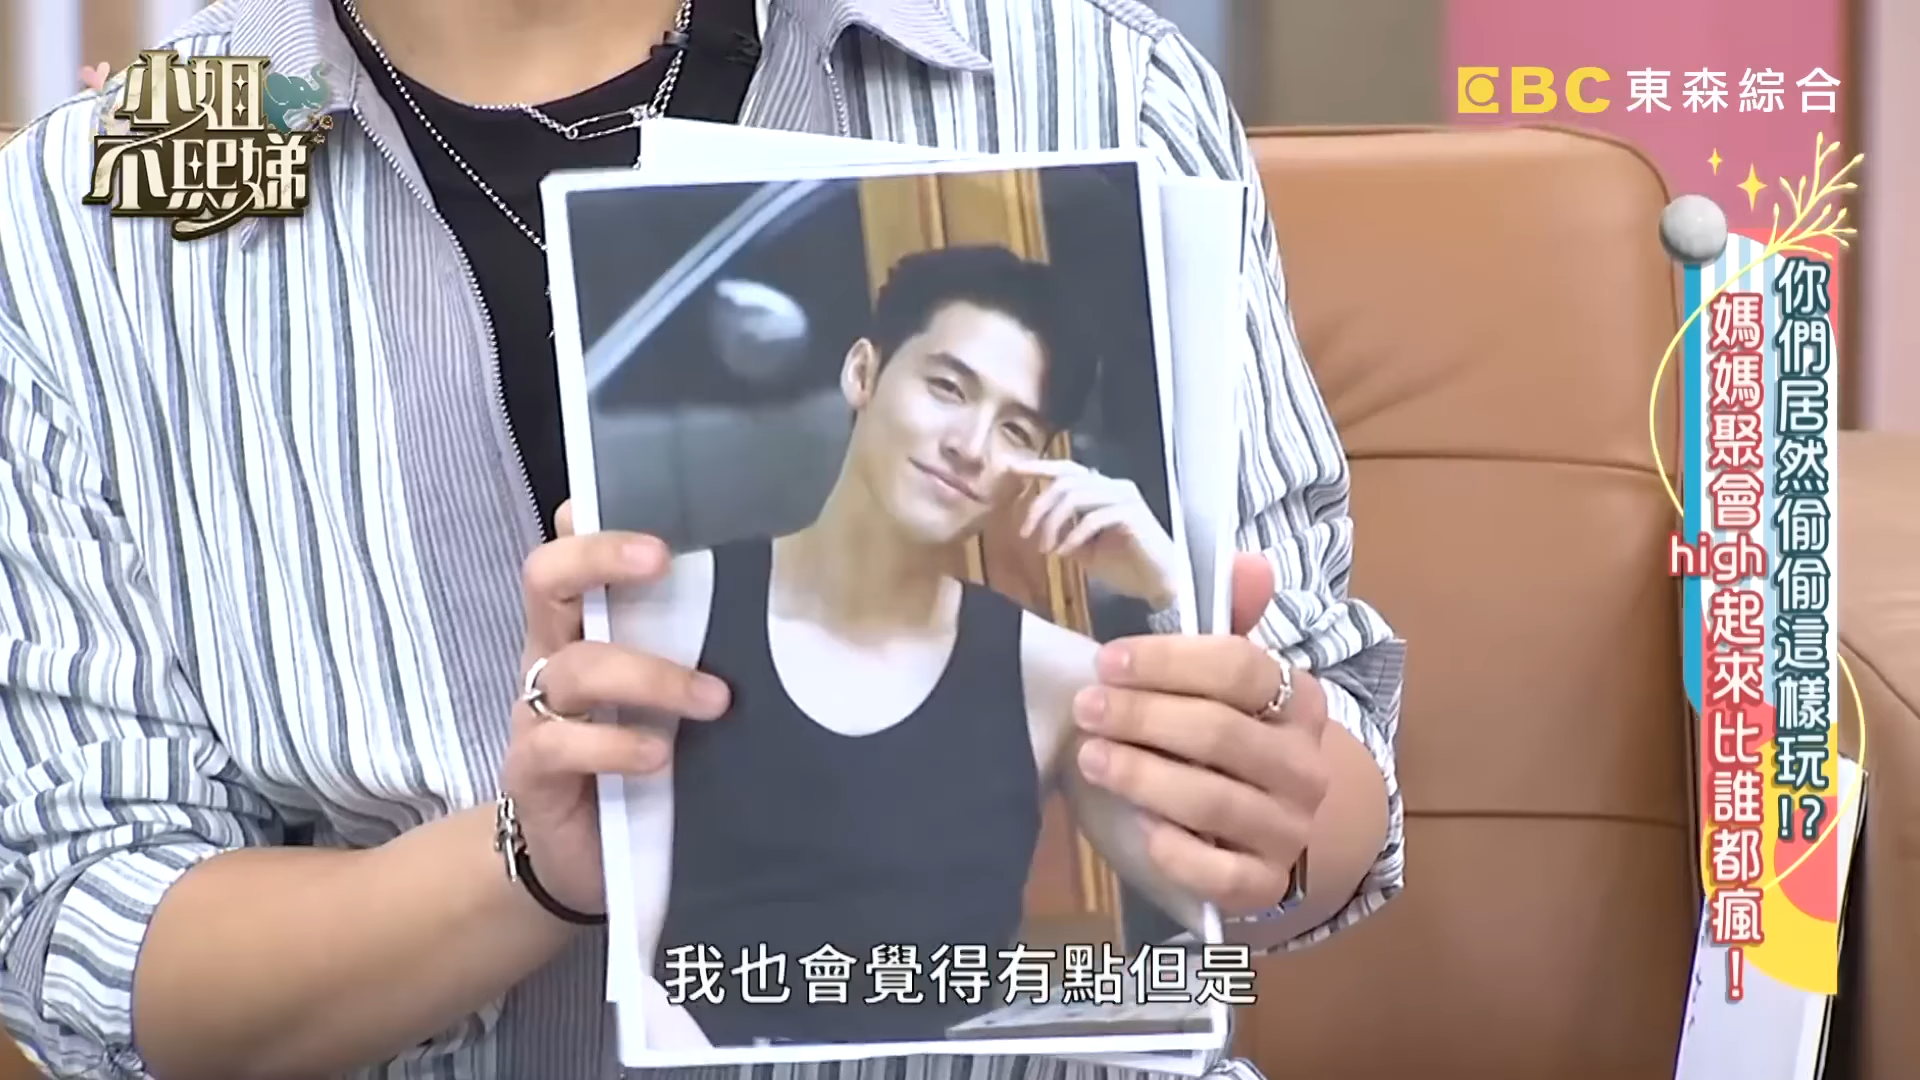 小姐
不熙娣
EBC 東森綜合
你們居然偷偷這樣玩!?
媽媽聚會high起來比誰都瘋!
我也會覺得有點但是